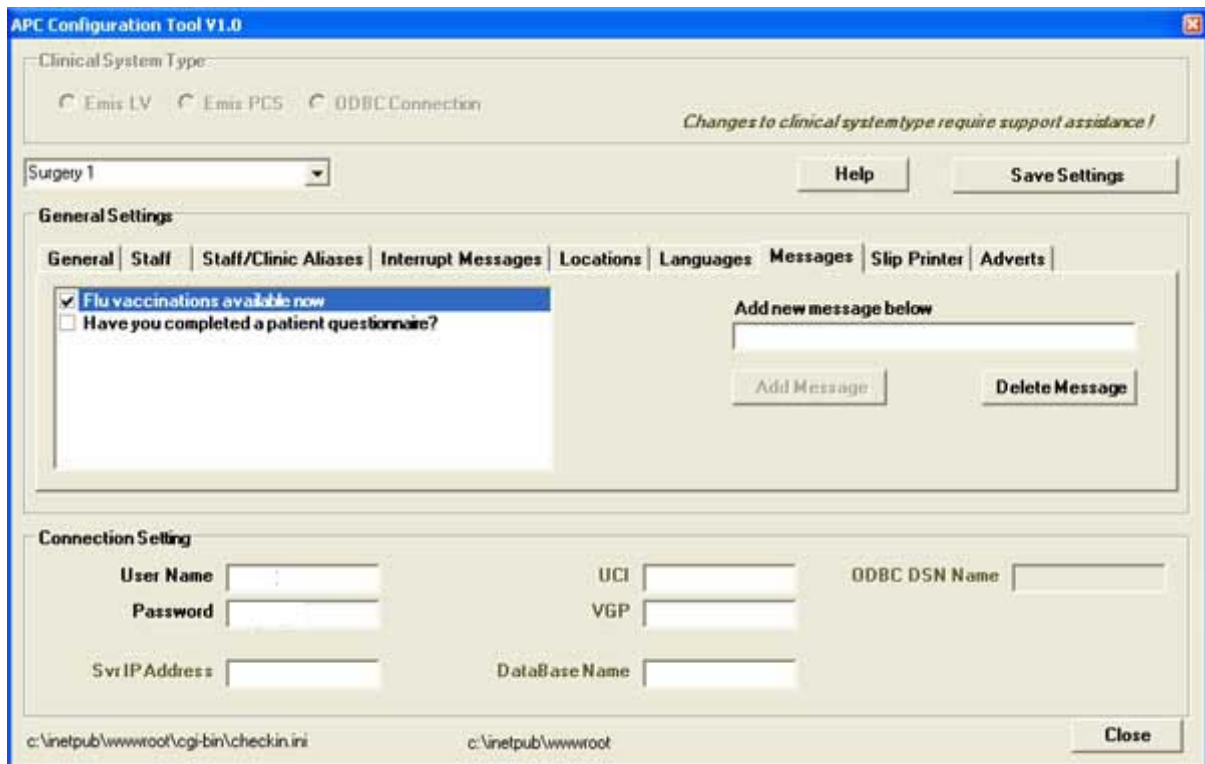 APC Configuration Tool V1.0
Clinical System Type
Emis LV Emis PCS ODBC Connection
Changes to clinical system type require support assistance!
Surgery 1 Help Save Settings
General Settings
General Staff Staff/Clinic Aliases Interrupt Messages Locations Languages Messages Slip Printer Adverts
Flu vaccinations available now
Have you completed a patient questionnaire?
Add new message below
Add Message Delete Message
Connection Setting
User Name UCI ODBC DSN Name
Password VGP
Svr IP Address DataBase Name
c:\inetpub\wwwroot\cgi-bin\checkin.ini c:\inetpub\wwwroot Close